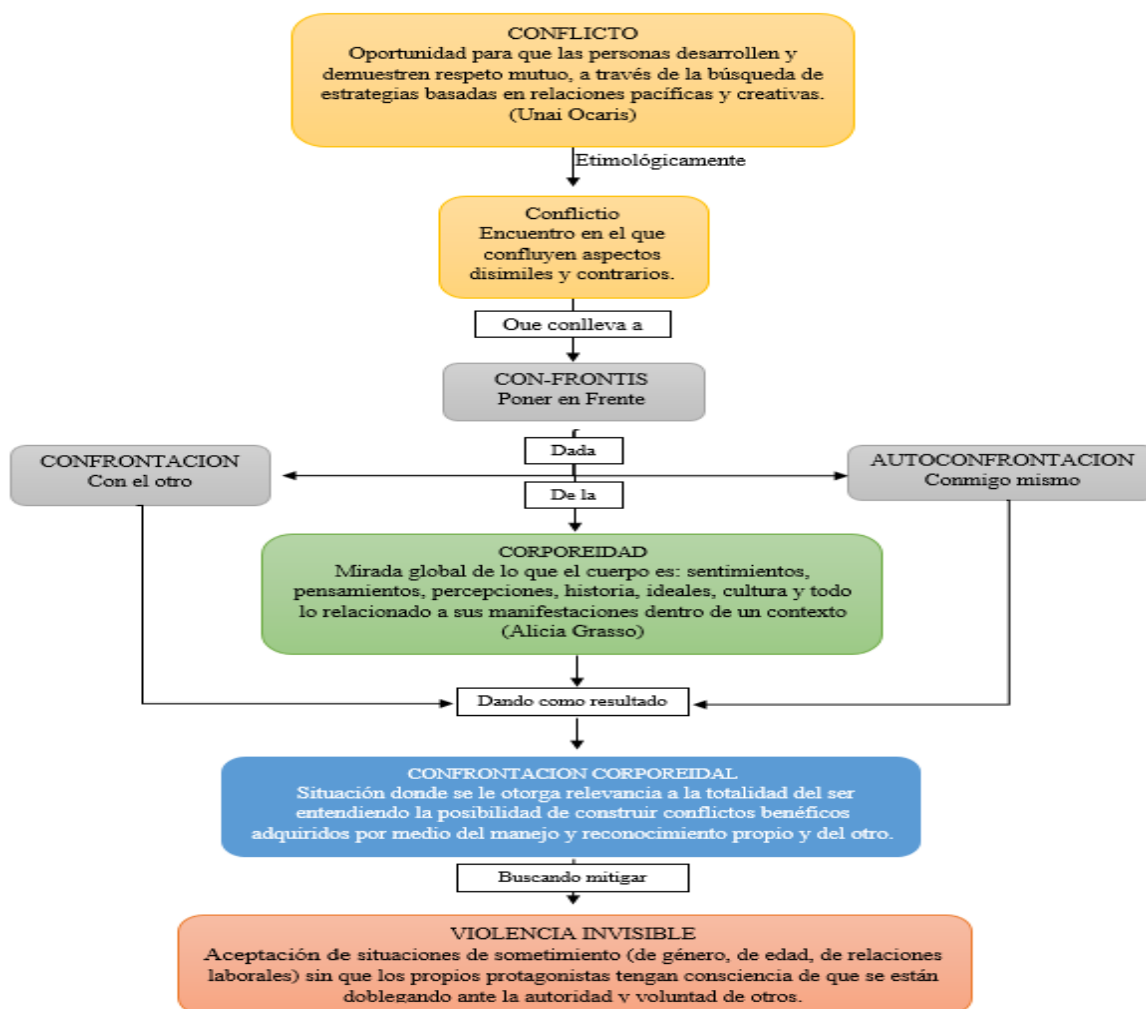 CONFLICTO
Oportunidad para que las personas desarrollen y
demuestren respeto mutuo, a través de la búsqueda de
estrategias basadas en relaciones pacíficas y creativas.
(Unai Ocaris)
Etimológicamente
Conflictio
Encuentro en el que
confluyen aspectos
disimiles y contrarios.
Que conlleva a
CON-FRONTIS
Poner en Frente
Dada
CONFRONTACION
Con el otro
AUTOCONFRONTACION
Conmigo mismo
De la
CORPOREIDAD
Mirada global de lo que el cuerpo es: sentimientos,
pensamientos, percepciones, historia, ideales, cultura y todo
lo relacionado a sus manifestaciones dentro de un contexto
(Alicia Grasso)
Dando como resultado
CONFRONTACION CORPOREIDAL
Situación donde se le otorga relevancia a la totalidad del ser
entendiendo la posibilidad de construir conflictos benéficos
adquiridos por medio del manejo y reconocimiento propio y del otro.
Buscando mitigar
VIOLENCIA INVISIBLE
Aceptación de situaciones de sometimiento (de género, de edad, de relaciones
laborales) sin que los propios protagonistas tengan consciencia de que se están
doblegando ante la autoridad y voluntad de otros.